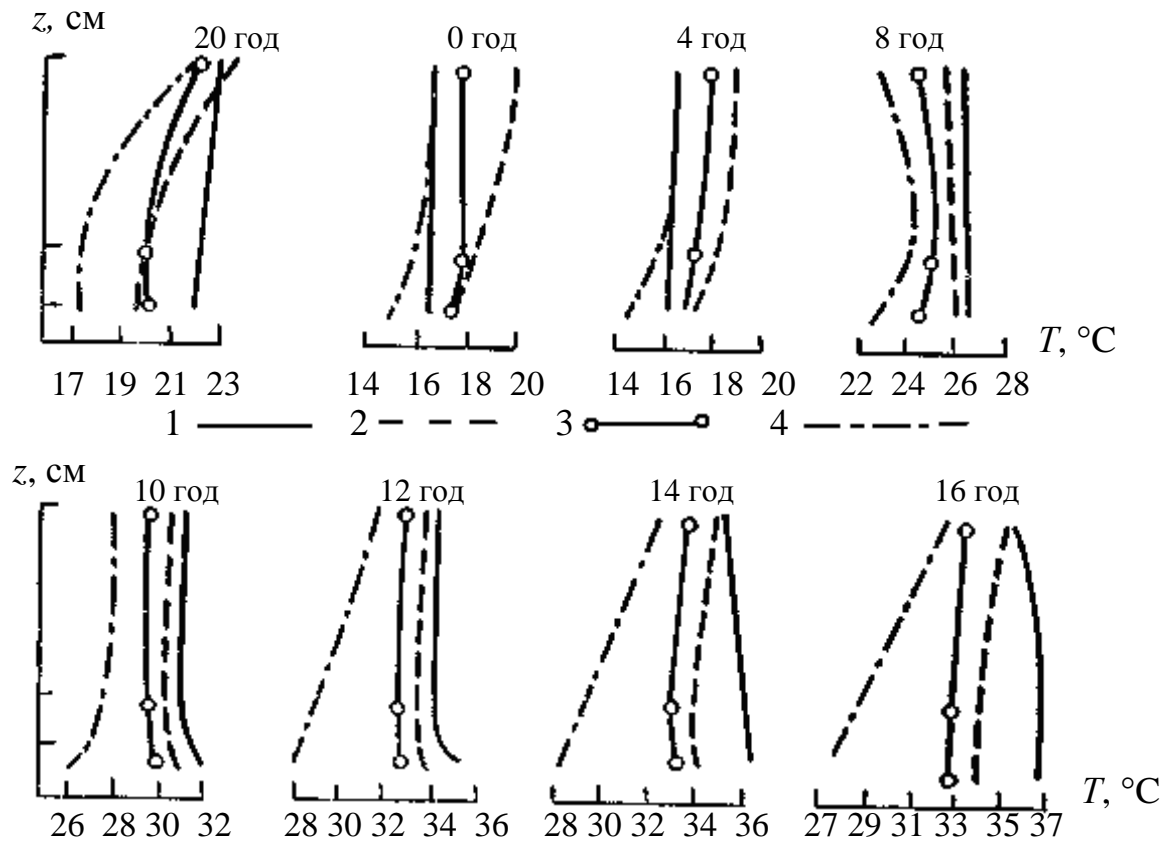 z, см
20 год 0 год 4 год 8 год
T, °C
17 19 21 23 14 16 18 20 14 16 18 20 22 24 26 28
1 2 3 4
z, см
10 год 12 год 14 год 16 год
T, °C
26 28 30 32 28 30 32 34 36 28 30 32 34 36 27 29 31 33 35 37